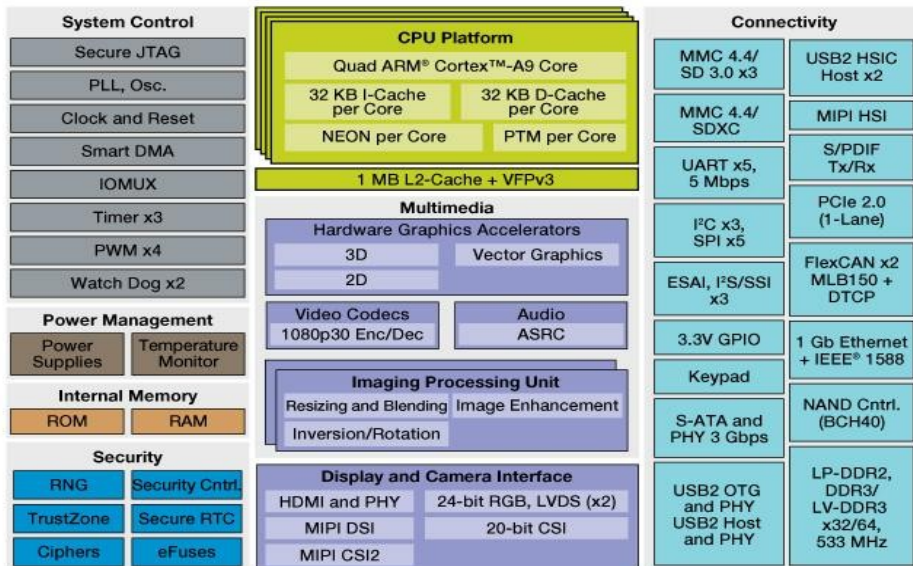 System Control
Secure JTAG
PLL, Osc.
Clock and Reset
Smart DMA
IOMUX
Timer x3
PWM x4
Watch Dog x2
Power Management
Power
Supplies
Temperature
Monitor
Internal Memory
ROM
RAM
Security
RNG
Security Cntrl.
TrustZone
Secure RTC
Ciphers
eFuses
CPU Platform
Quad ARM® Cortex™-A9 Core
32 KB I-Cache
per Core
32 KB D-Cache
per Core
NEON per Core
PTM per Core
1 MB L2-Cache + VFPv3
Multimedia
Hardware Graphics Accelerators
3D
Vector Graphics
2D
Video Codecs
1080p30 Enc/Dec
Audio
ASRC
Imaging Processing Unit
Resizing and Blending
Image Enhancement
Inversion/Rotation
Display and Camera Interface
HDMI and PHY
24-bit RGB, LVDS (x2)
MIPI DSI
20-bit CSI
MIPI CSI2
Connectivity
MMC 4.4/
SD 3.0 x3
MMC 4.4/
SDXC
UART x5,
5 Mbps
I²C x3,
SPI x5
ESAI, I²S/SSI
x3
3.3V GPIO
Keypad
S-ATA and
PHY 3 Gbps
USB2 OTG
and PHY
USB2 Host
and PHY
USB2 HSIC
Host x2
MIPI HSI
S/PDIF
Tx/Rx
PCIe 2.0
(1-Lane)
FlexCAN x2
MLB150 +
DTCP
1 Gb Ethernet
+ IEEE® 1588
NAND Cntrl.
(BCH40)
LP-DDR2,
DDR3/
LV-DDR3
x32/64,
533 MHz